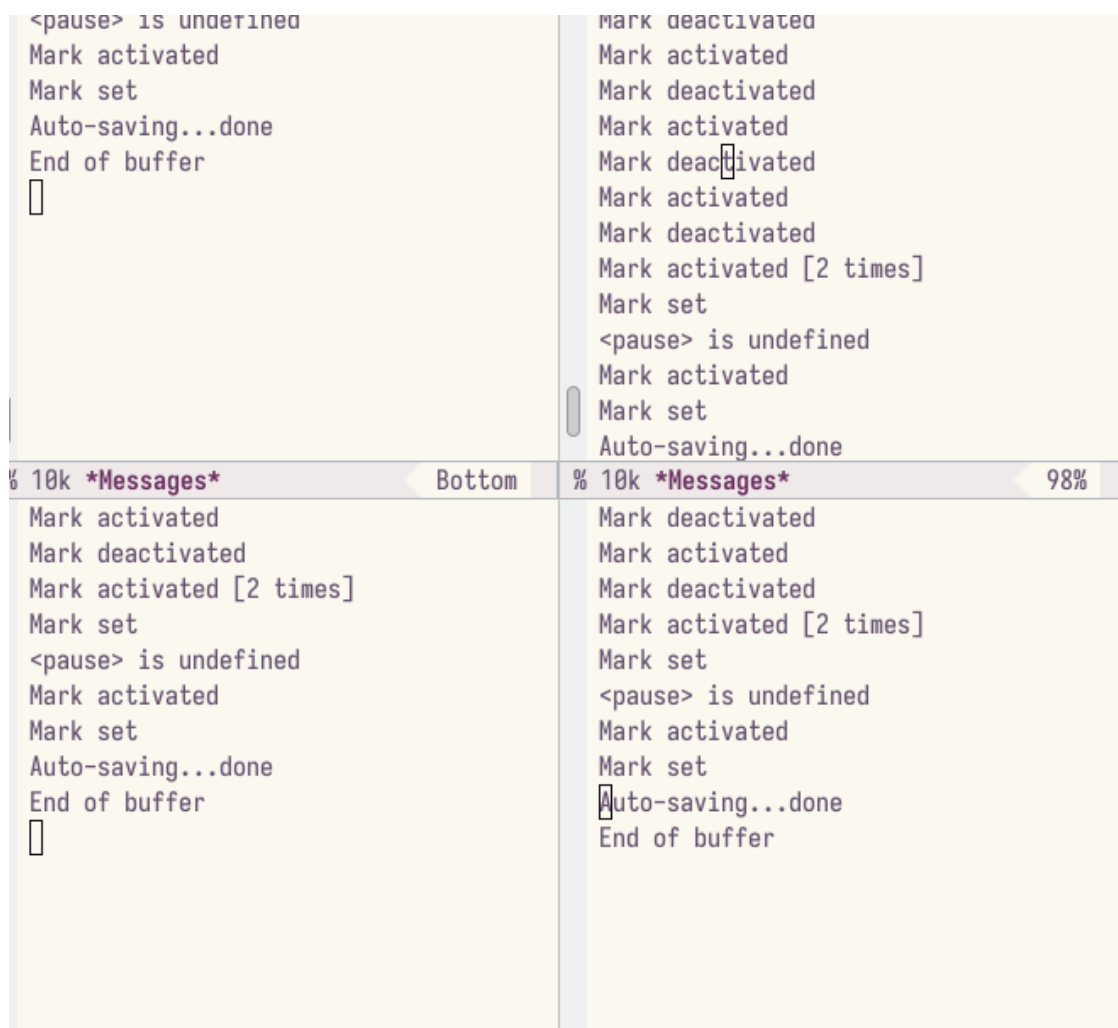 <pause> is undefined
Mark activated
Mark set
Auto-saving...done
End of buffer
% 10k *Messages* Bottom
Mark deactivated
Mark activated
Mark deactivated
Mark activated
Mark deactivated
Mark activated
Mark deactivated
Mark activated [2 times]
Mark set
<pause> is undefined
Mark activated
Mark set
Auto-saving...done
% 10k *Messages* 98%
Mark activated
Mark deactivated
Mark activated [2 times]
Mark set
<pause> is undefined
Mark activated
Mark set
Auto-saving...done
End of buffer
Mark deactivated
Mark activated
Mark deactivated
Mark activated [2 times]
Mark set
<pause> is undefined
Mark activated
Mark set
Auto-saving...done
End of buffer